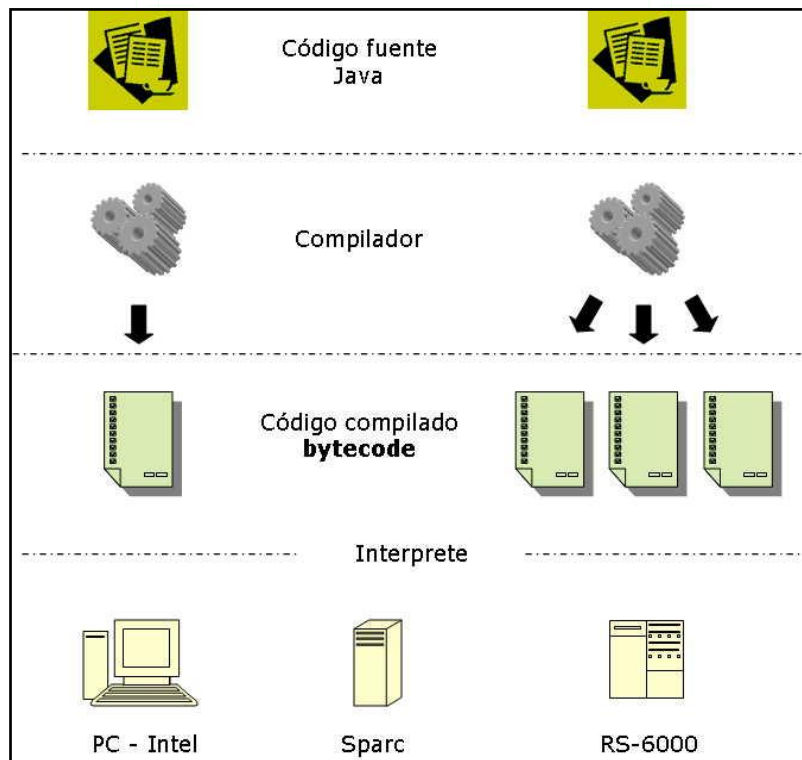 Código fuente
Java
Compilador
Código compilado
bytecode
Interprete
PC - Intel
Sparc
RS-6000